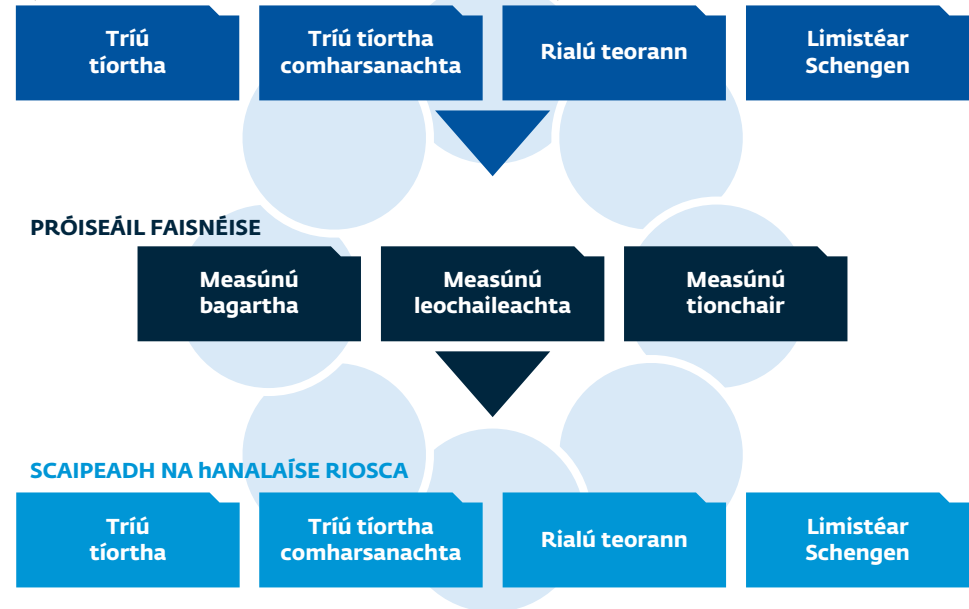 Tríú
tíortha
Tríú tíortha
comharsanachta
Rialú teorann
Limistéar
Schengen
PRÓISEÁIL FAISNÉISE
Measúnú
bagartha
Measúnú
leochaileachta
Measúnú
tionchair
SCAIPEADH NA hANALAÍSE RIOSCA
Tríú
tíortha
Tríú tíortha
comharsanachta
Rialú teorann
Limistéar
Schengen